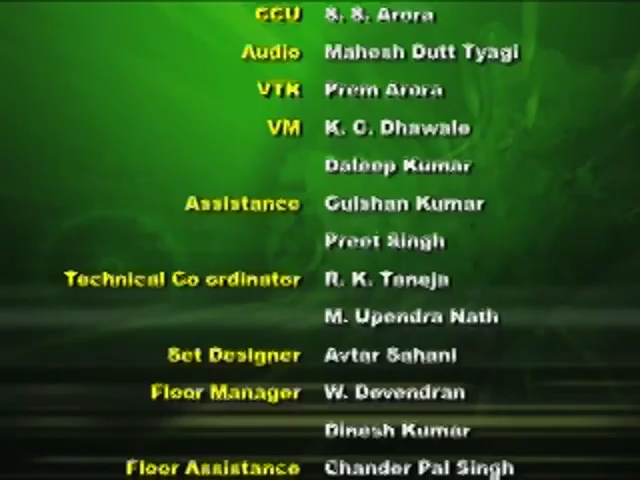 CCU S. S. Arora
Audio Mahesh Dutt Tyagi
VTR Prem Arora
VM K. C. Dhawale
Daleep Kumar
Assistance Gulshan Kumar
Preet Singh
Technical Co ordinator R. K. Taneja
M. Upendra Nath
Set Designer Avtar Sahani
Floor Manager W. Devendran
Dinesh Kumar
Floor Assistance Chander Pal Singh